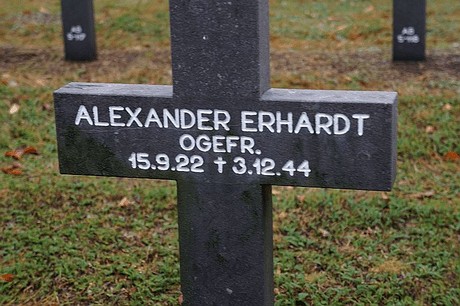 ALEXANDER ERHARDT
OGEFR.
15.9.22 † 3.12.44